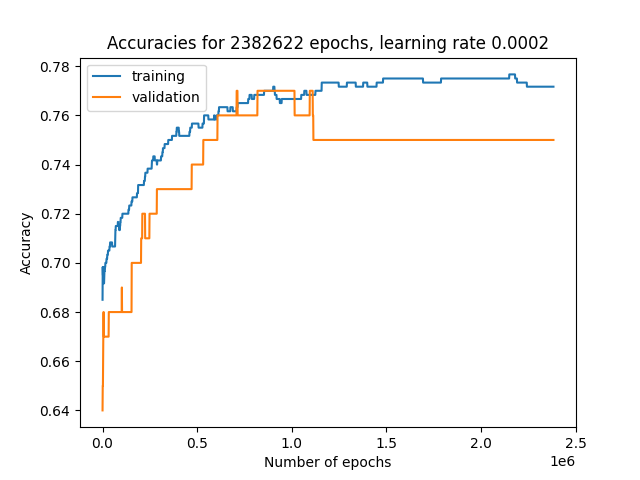 Accuracies for 2382622 epochs, learning rate 0.0002
training
validation
0.78
0.76
0.74
0.72
0.70
0.68
0.66
0.64
Accuracy
0.0 0.5 1.0 1.5 2.0 2.5
1e6
Number of epochs